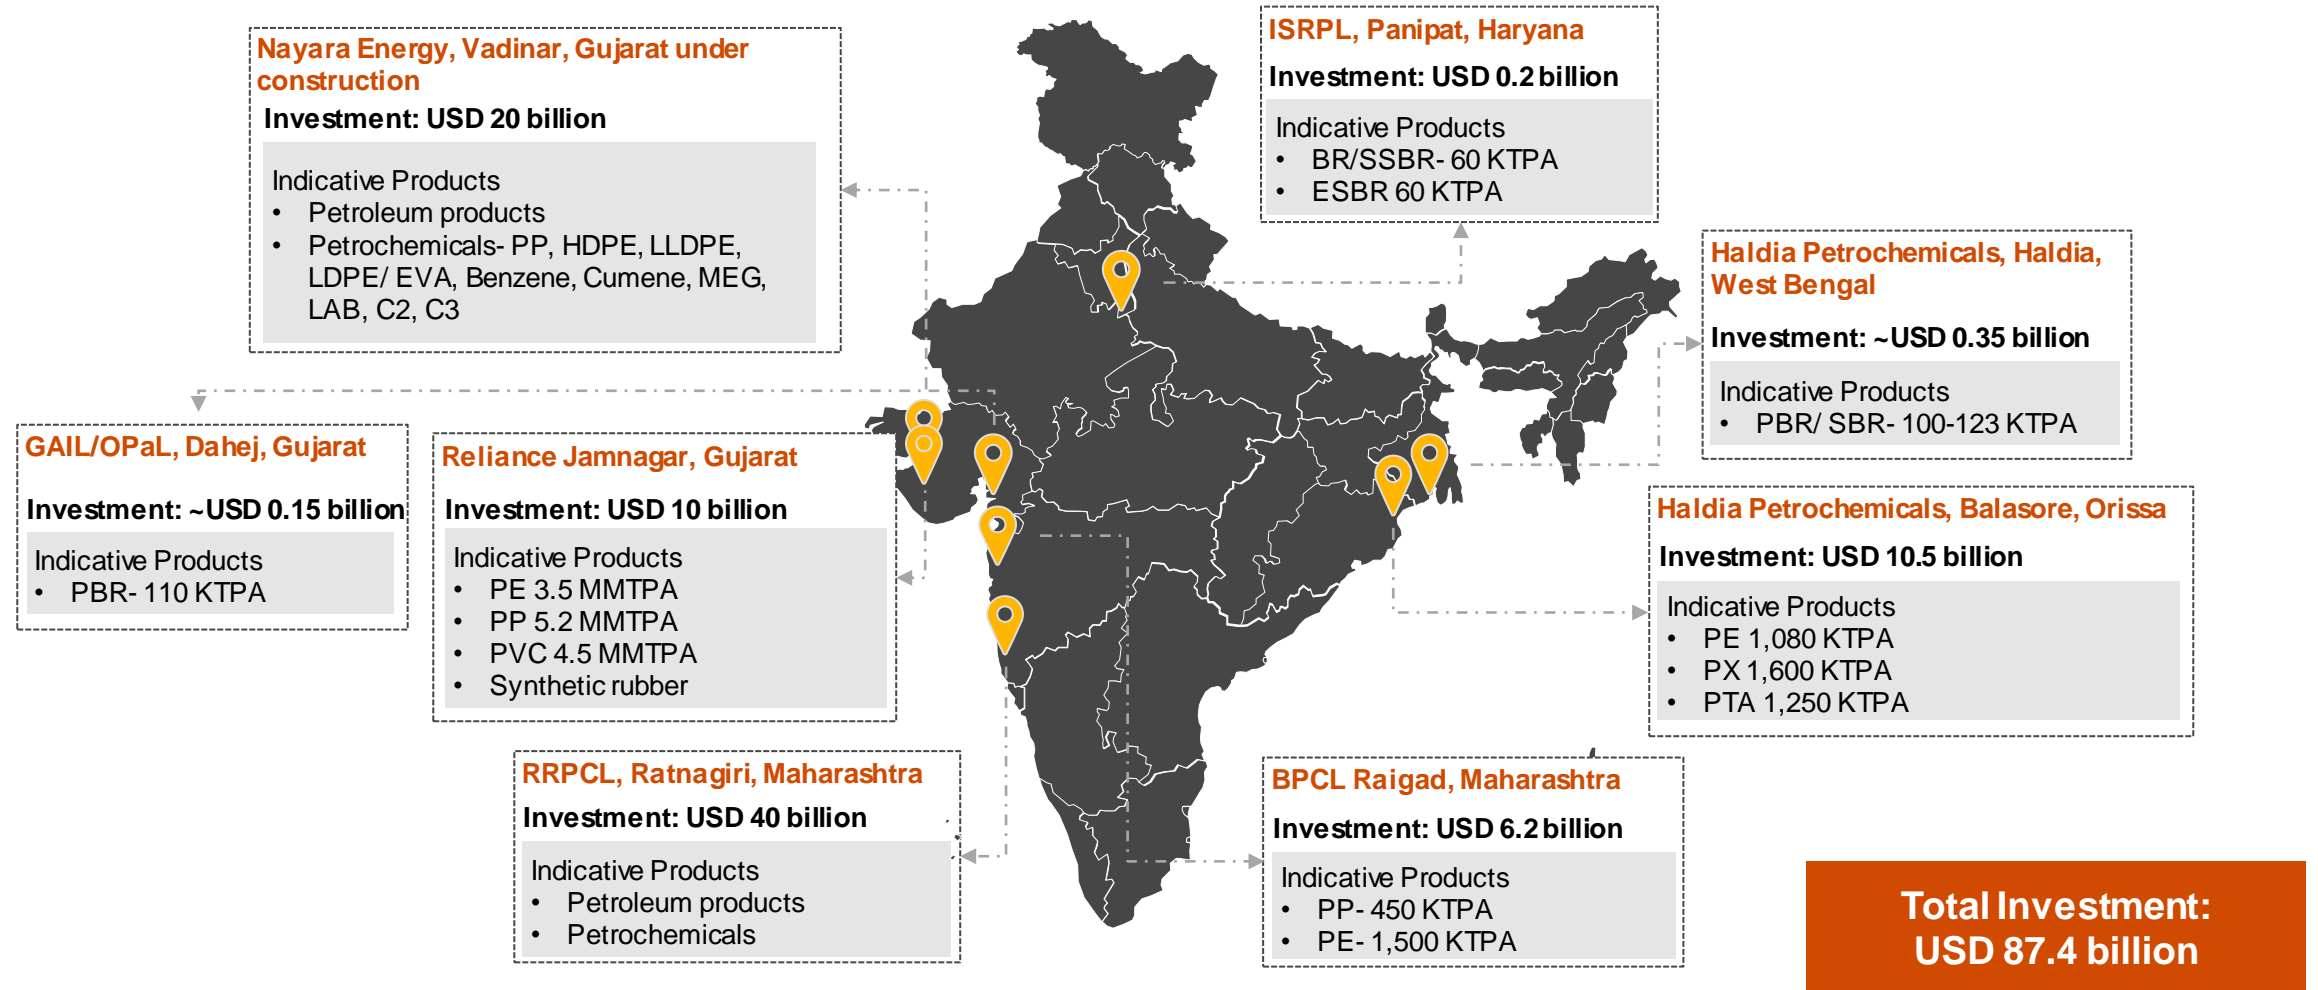 Nayara Energy, Vadinar, Gujarat under
construction
Investment: USD 20 billion
Indicative Products
• Petroleum products
• Petrochemicals- PP, HDPE, LLDPE,
LDPE/ EVA, Benzene, Cumene, MEG,
LAB, C2, C3
ISRPL, Panipat, Haryana
Investment: USD 0.2 billion
Indicative Products
• BR/SSBR- 60 KTPA
• ESBR 60 KTPA
Haldia Petrochemicals, Haldia,
West Bengal
Investment: ~USD 0.35 billion
Indicative Products
• PBR/ SBR- 100-123 KTPA
GAIL/OPaL, Dahej, Gujarat
Investment: ~USD 0.15 billion
Indicative Products
• PBR- 110 KTPA
Reliance Jamnagar, Gujarat
Investment: USD 10 billion
Indicative Products
• PE 3.5 MMTPA
• PP 5.2 MMTPA
• PVC 4.5 MMTPA
• Synthetic rubber
Haldia Petrochemicals, Balasore, Orissa
Investment: USD 10.5 billion
Indicative Products
• PE 1,080 KTPA
• PX 1,600 KTPA
• PTA 1,250 KTPA
RRPCL, Ratnagiri, Maharashtra
Investment: USD 40 billion
Indicative Products
• Petroleum products
• Petrochemicals
BPCL Raigad, Maharashtra
Investment: USD 6.2 billion
Indicative Products
• PP- 450 KTPA
• PE- 1,500 KTPA
Total Investment:
USD 87.4 billion